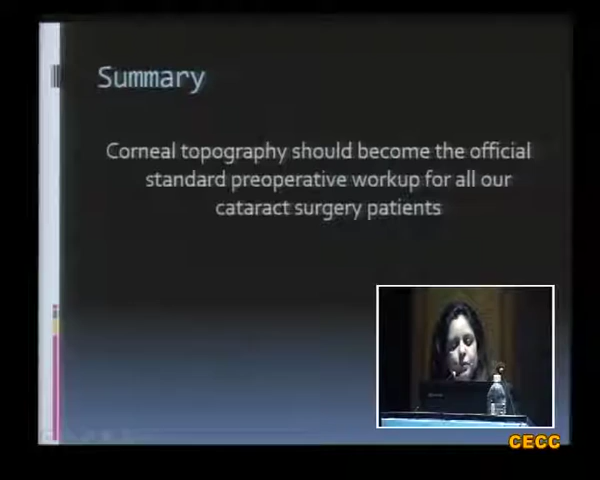 Summary
Corneal topography should become the official
standard preoperative workup for all our
cataract surgery patients
CECC